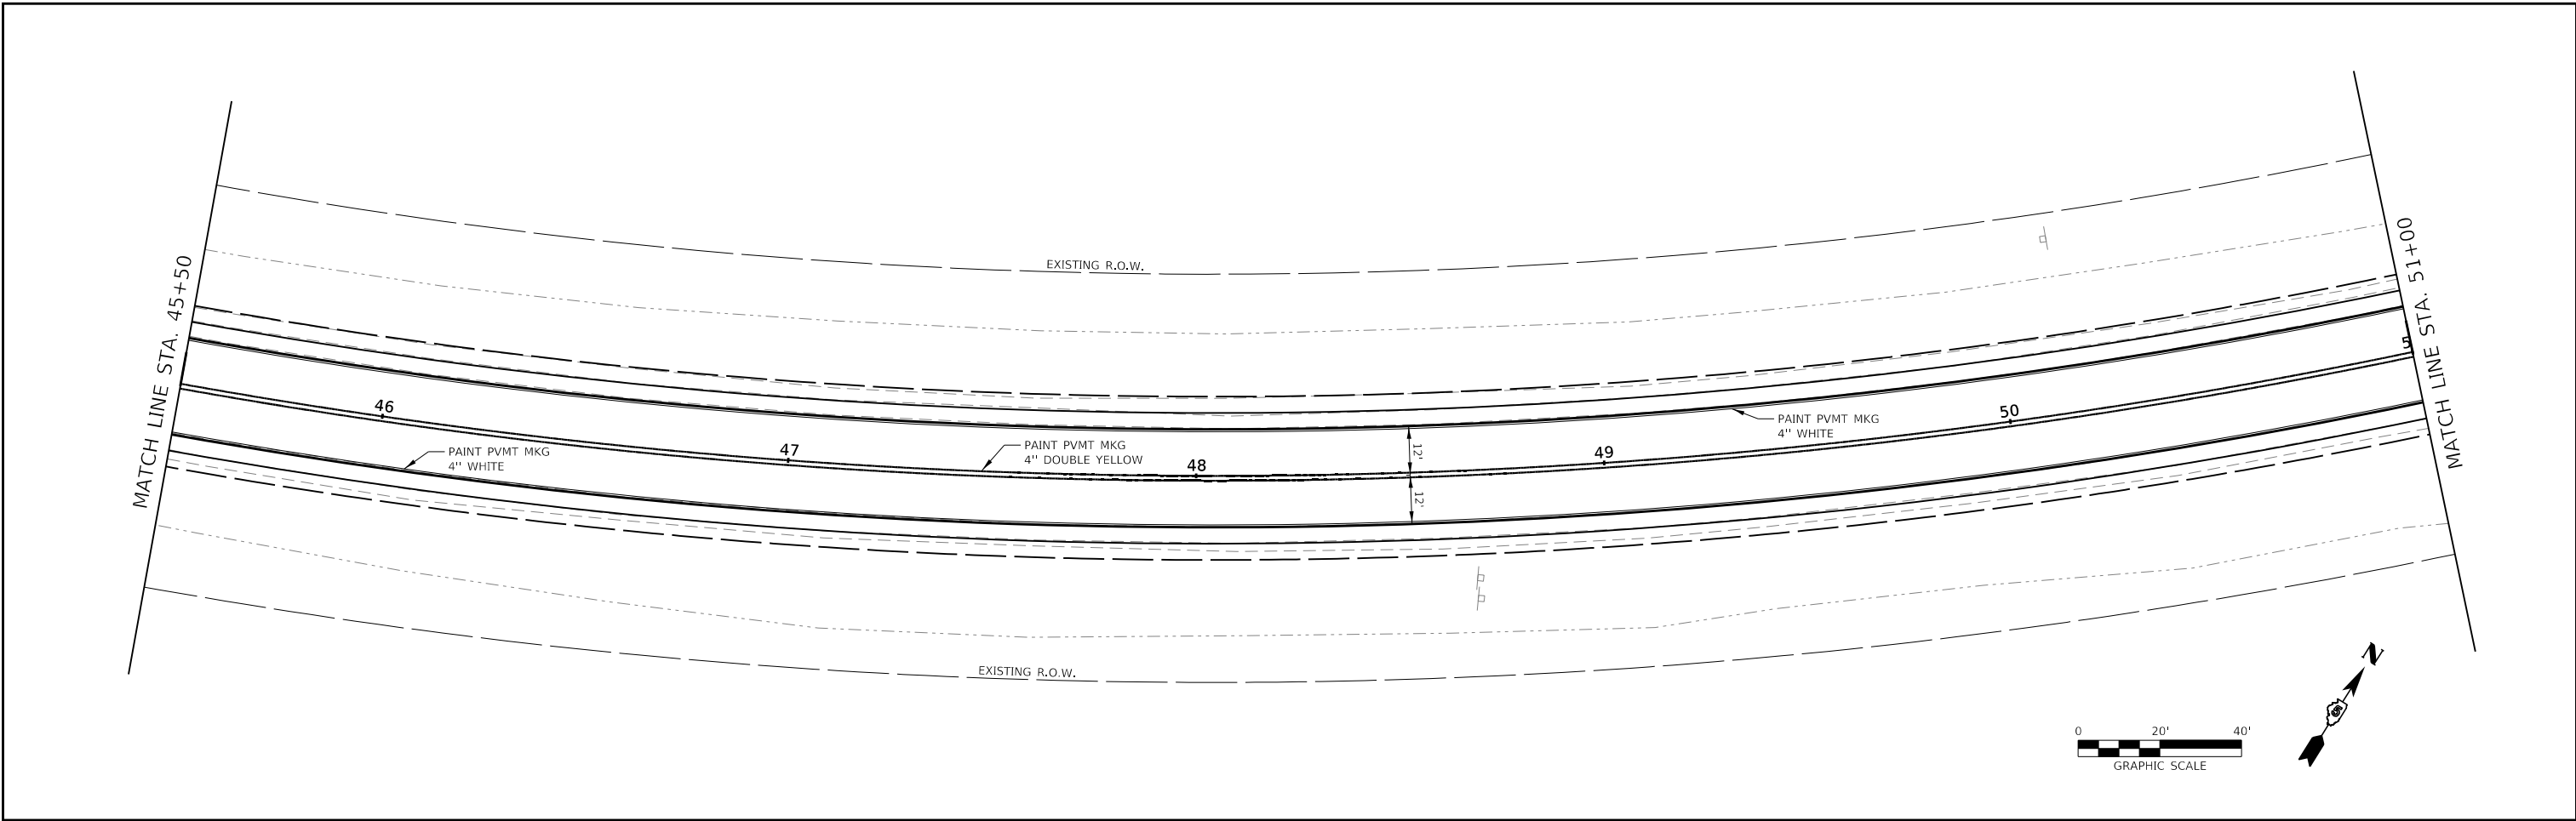 MATCH LINE STA. 45+50
EXISTING R.O.W.
MATCH LINE STA. 51+00
5
46
47
48
49
50
PAINT PVMT MKG
4'' WHITE
PAINT PVMT MKG
4'' DOUBLE YELLOW
12'
12'
PAINT PVMT MKG
4'' WHITE
EXISTING R.O.W.
N
0 20' 40'
GRAPHIC SCALE